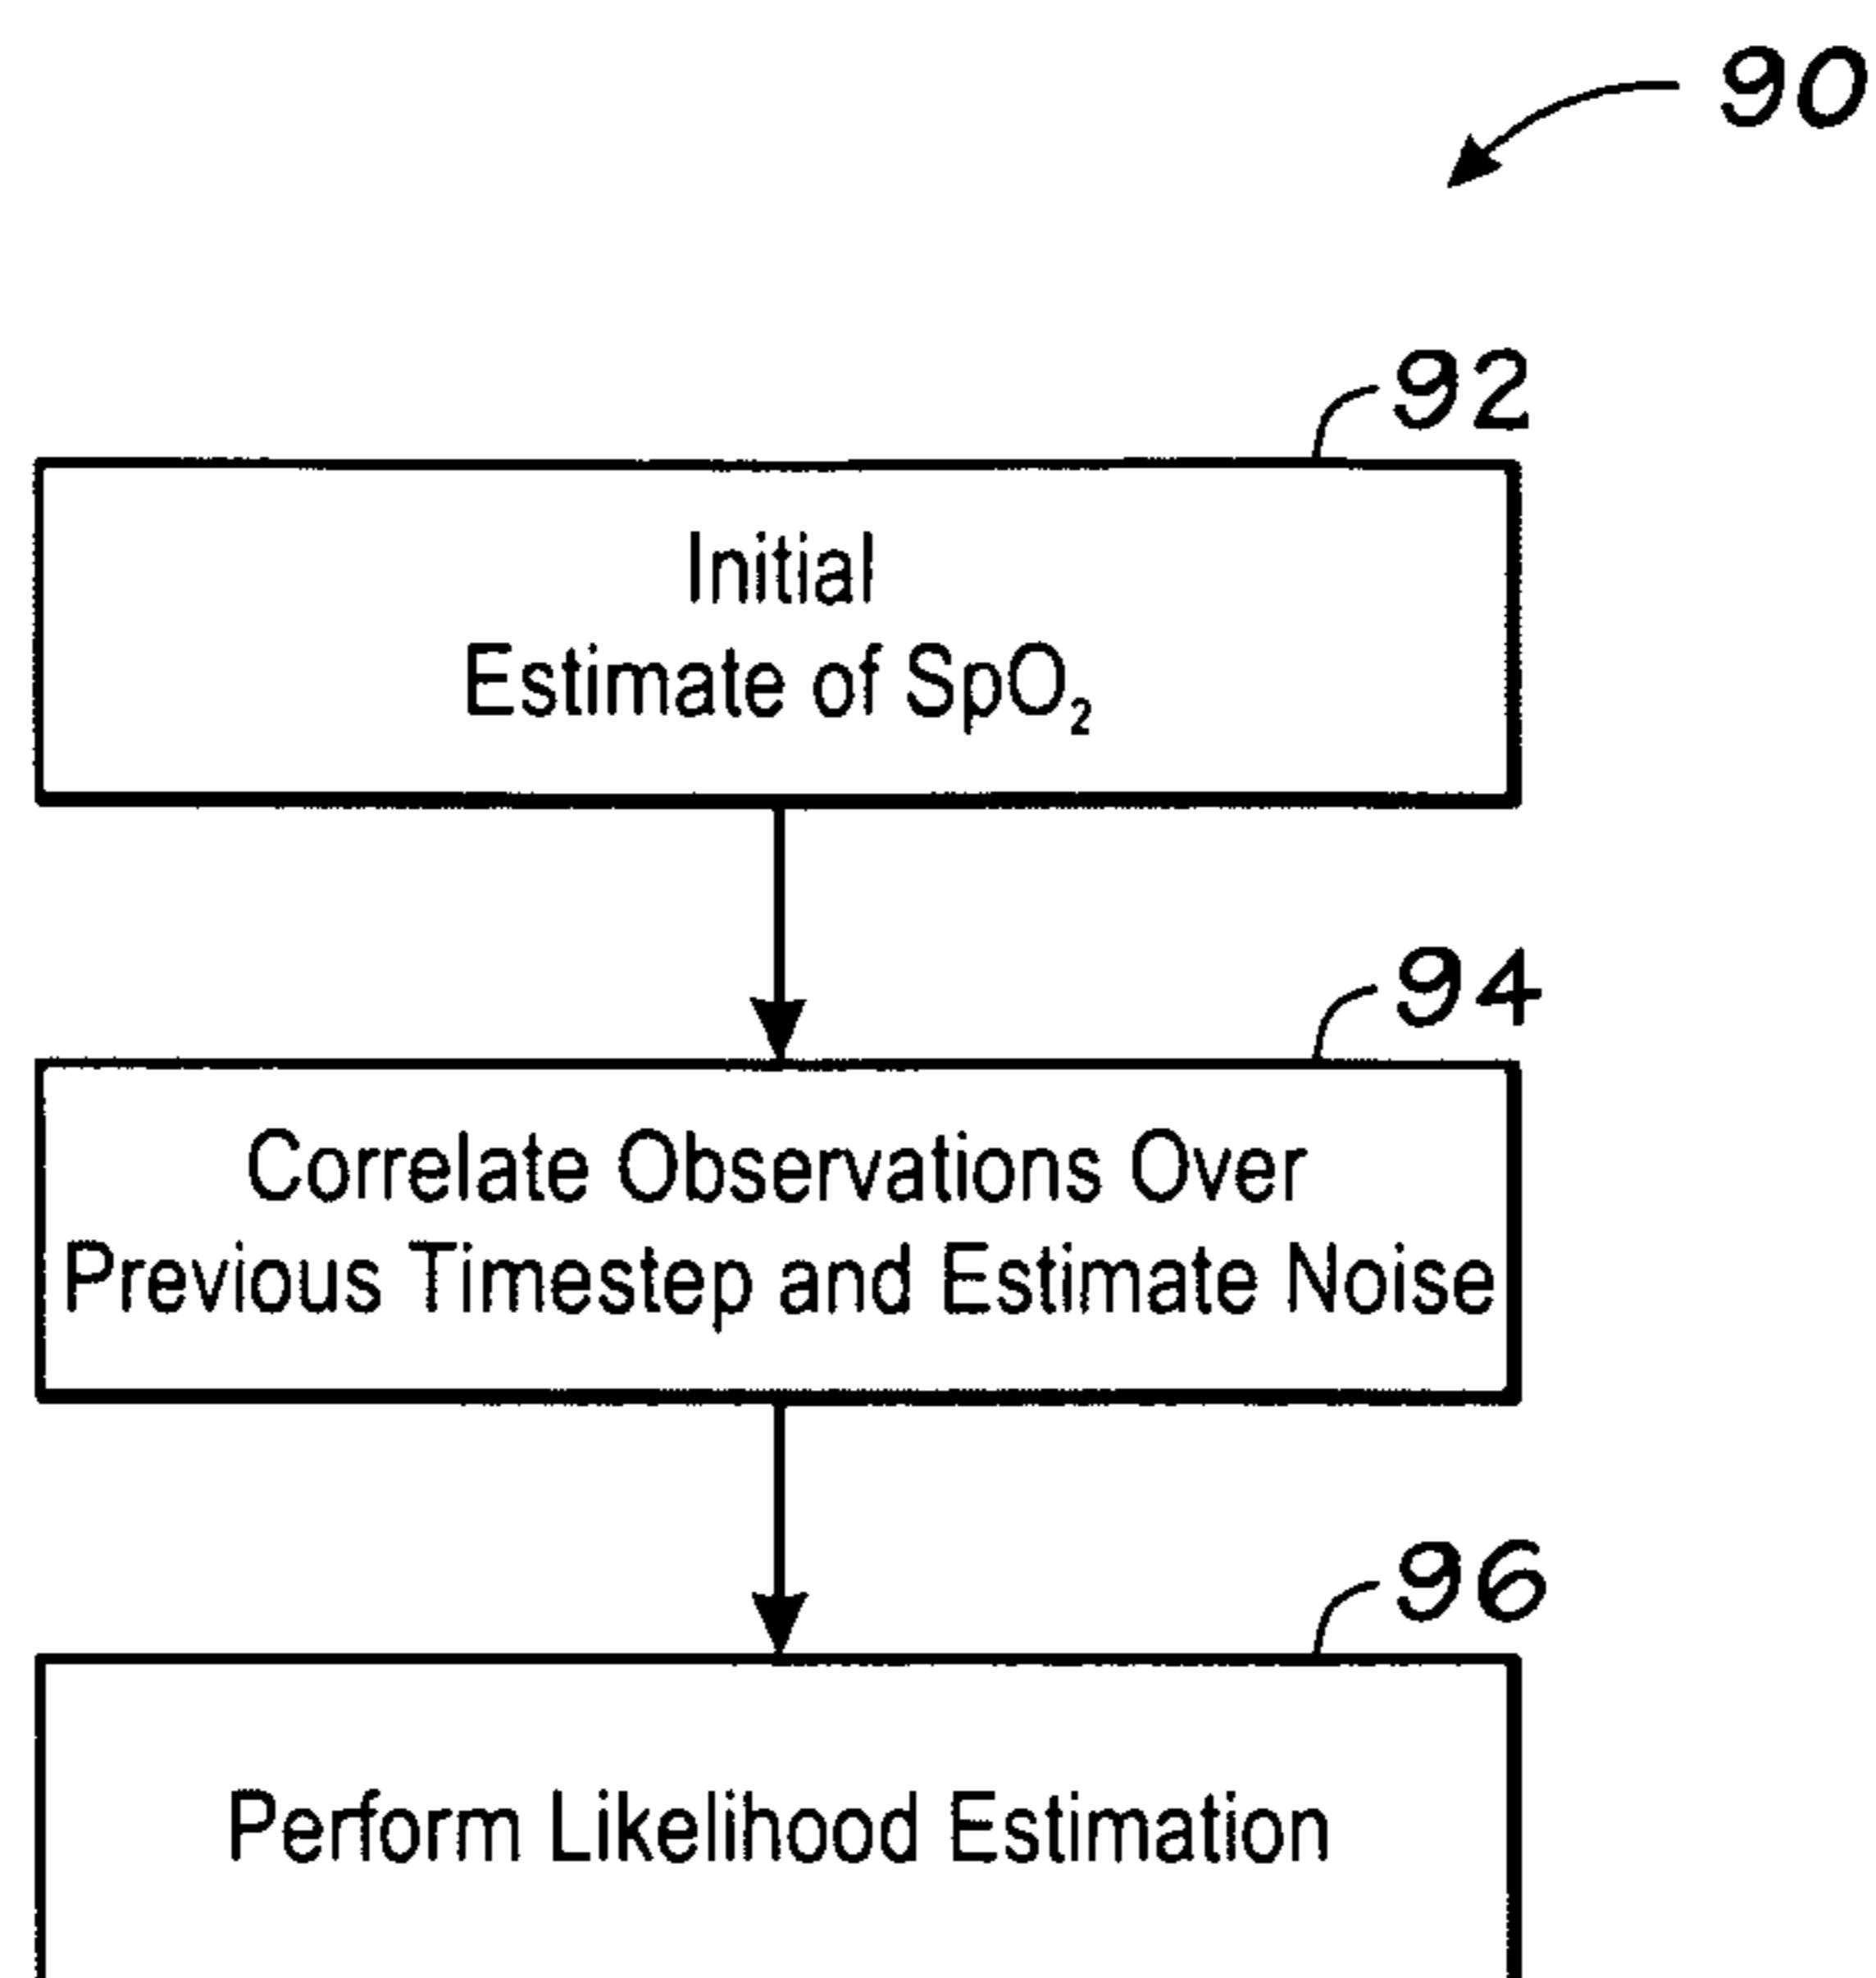 90
92
Initial
Estimate of SpO₂
94
Correlate Observations Over
Previous Timestep and Estimate Noise
96
Perform Likelihood Estimation